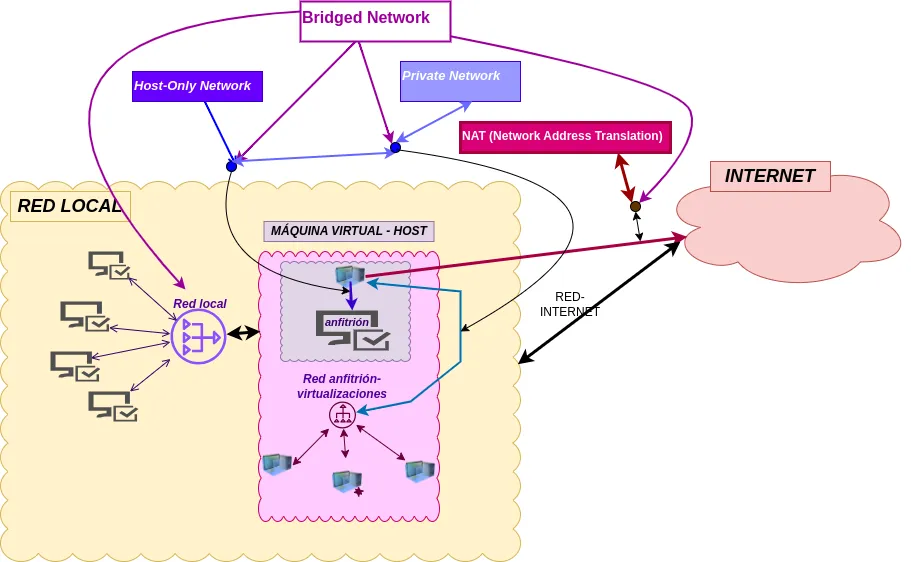 Bridged Network
Host-Only Network
Private Network
NAT (Network Address Translation)
INTERNET
RED LOCAL
MÁQUINA VIRTUAL - HOST
Red local
anfitrión
RED-
INTERNET
Red anfitrión-
virtualizaciones